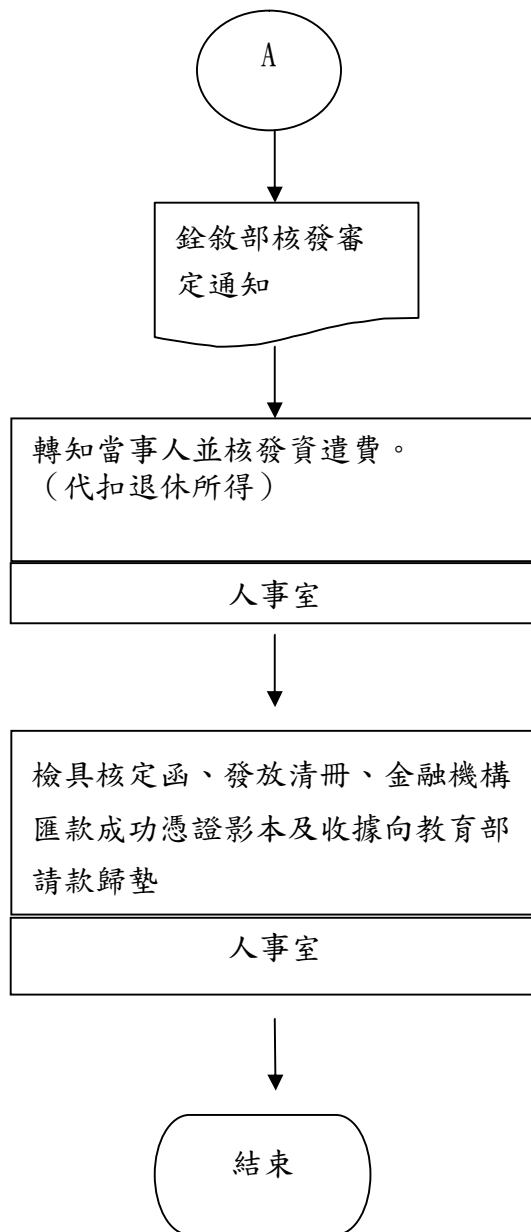 A
銓敘部核發審
定通知
轉知當事人並核發資遣費。
（代扣退休所得）
人事室
檢具核定函、發放清冊、金融機構
匯款成功憑證影本及收據向教育部
請款歸墊
人事室
結束